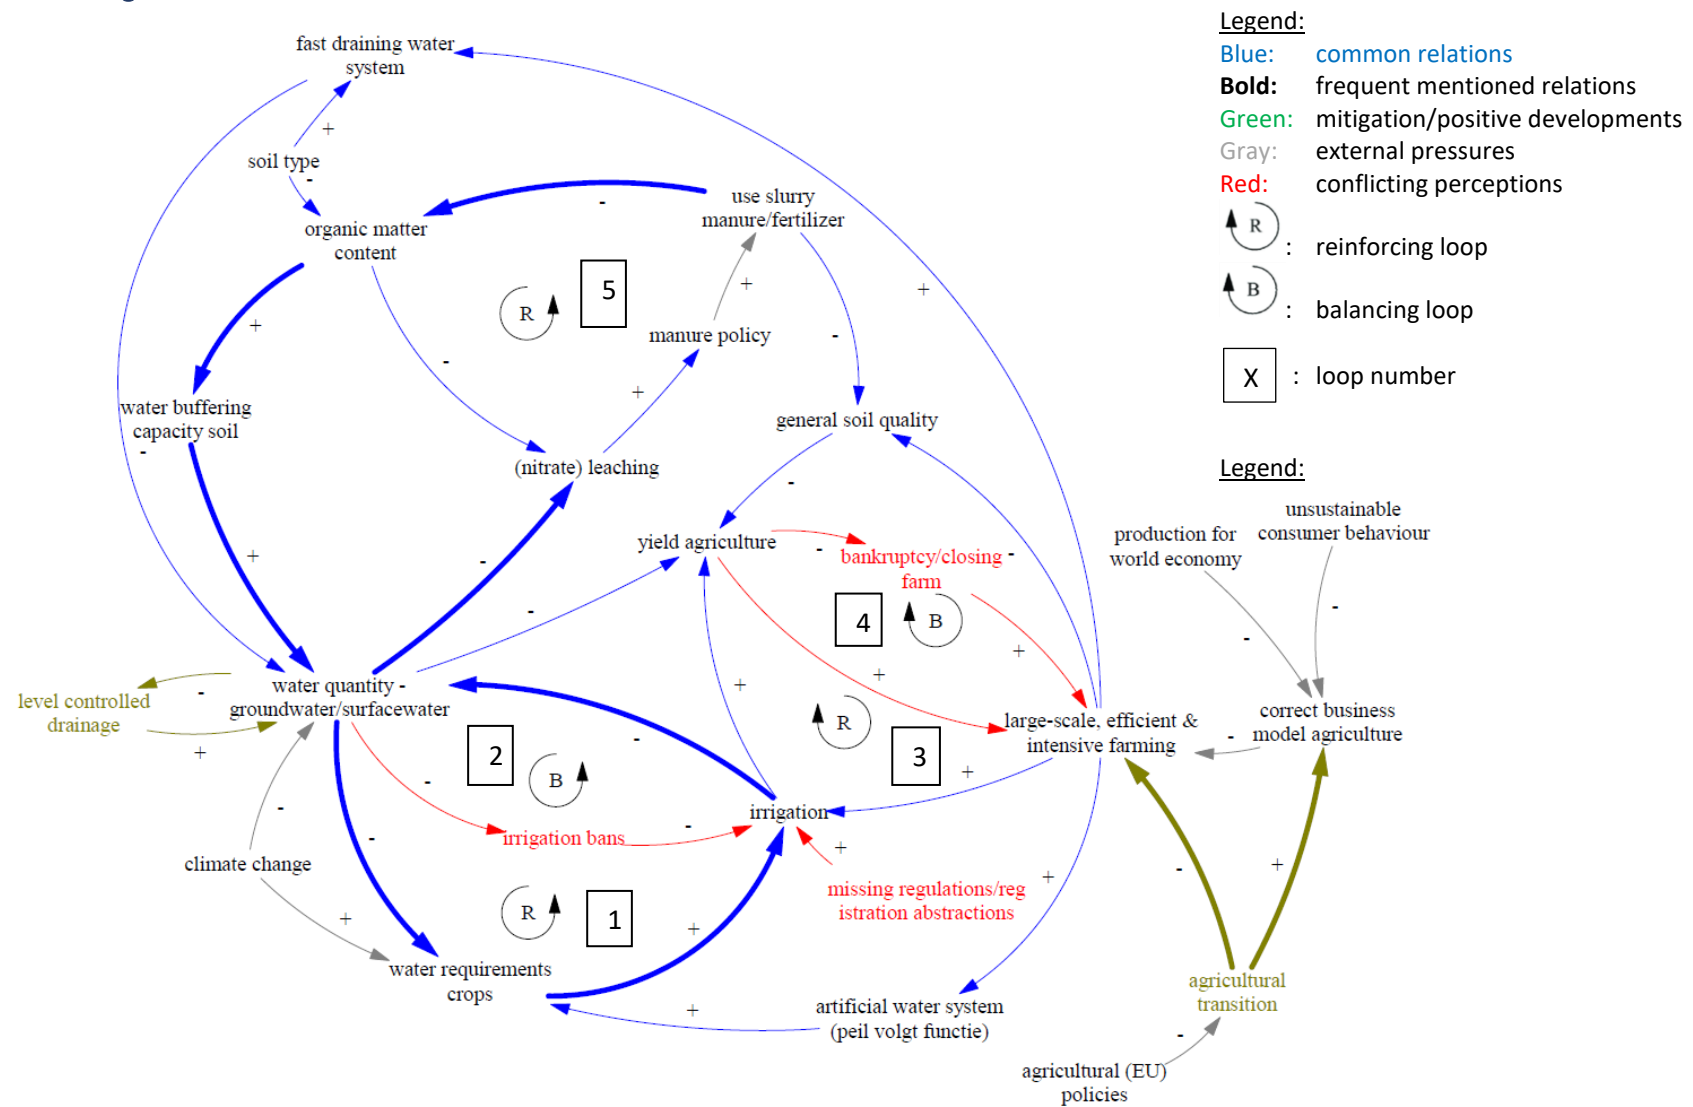 Legend:
Blue: common relations
Bold: frequent mentioned relations
Green: mitigation/positive developments
Gray: external pressures
Red: conflicting perceptions
R : reinforcing loop
B : balancing loop
X : loop number
Legend:
fast draining water
system
+
soil type
-
organic matter
content
-
use slurry
manure/fertilizer
+
5
R
+
manure policy
-
+
-
+
water buffering
capacity soil
-
general soil quality
(nitrate) leaching
-
+
-
yield agriculture
-
bankruptcy/closing
farm
-
-
4
B
+
+
+
production for
world economy
unsustainable
consumer behaviour
-
-
level controlled
drainage
-
+
water quantity -
groundwater/surfacewater
-
2
B
R
3
large-scale, efficient &
intensive farming
+
-
correct business
model agriculture
-
-
-
irrigation bans
-
irrigation
+
missing regulations/reg
istration abstractions
climate change
+
R
1
+
+
-
+
water requirements
crops
+
artificial water system
(peil volgt functie)
agricultural
transition
-
agricultural (EU)
policies